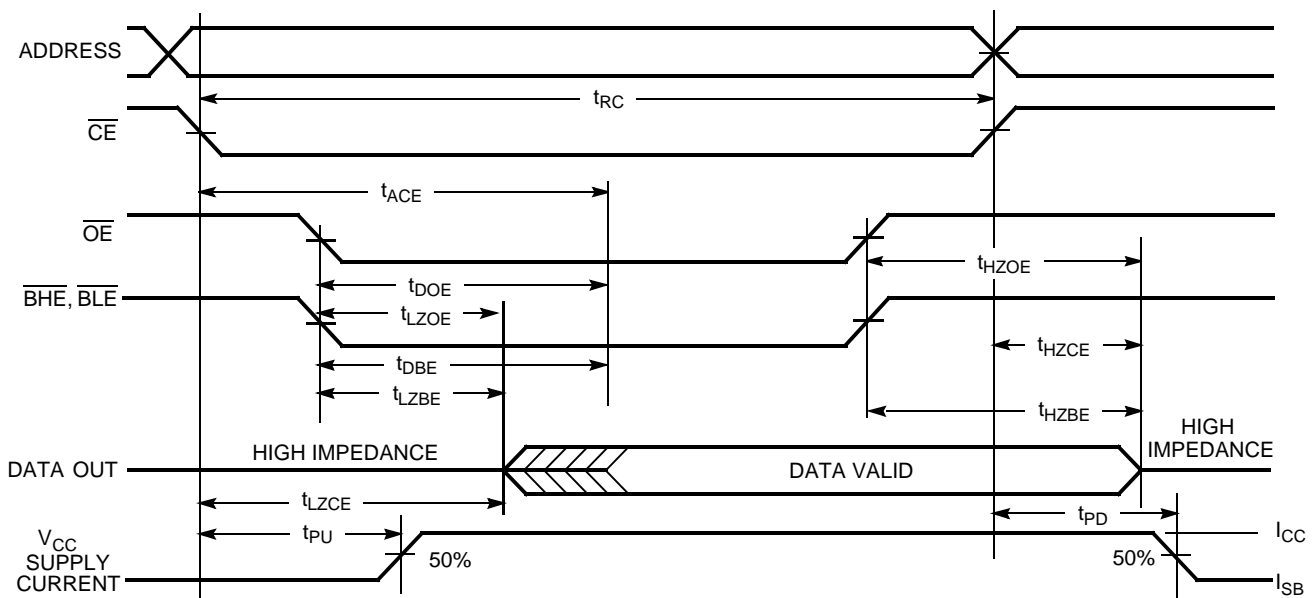 ADDRESS
tRC
CE
tACE
OE
tHZOE
tDOE
BHE, BLE
tLZOE
tHZCE
tDBE
tLZBE
tHZBE
HIGH IMPEDANCE
HIGH
IMPEDANCE
DATA OUT
DATA VALID
tLZCE
tPD
tPU
VCC
SUPPLY
CURRENT
50%
50%
ICC
ISB